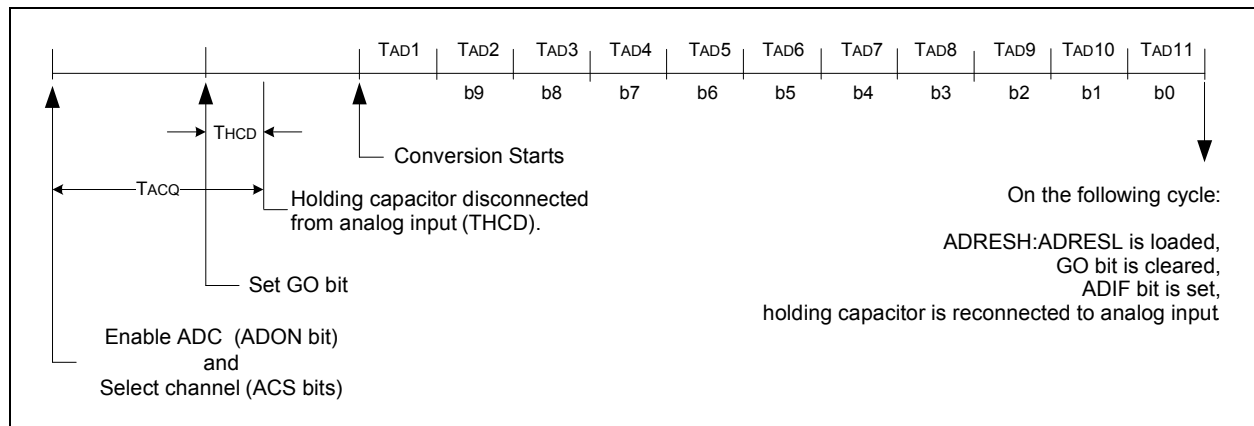 TAD1 TAD2 TAD3 TAD4 TAD5 TAD6 TAD7 TAD8 TAD9 TAD10 TAD11
b9 b8 b7 b6 b5 b4 b3 b2 b1 b0
THCD
Conversion Starts
TACQ
Holding capacitor disconnected
from analog input (THCD).
On the following cycle:
ADRESH:ADRESL is loaded,
GO bit is cleared,
ADIF bit is set,
holding capacitor is reconnected to analog input
Set GO bit
Enable ADC (ADON bit)
and
Select channel (ACS bits)